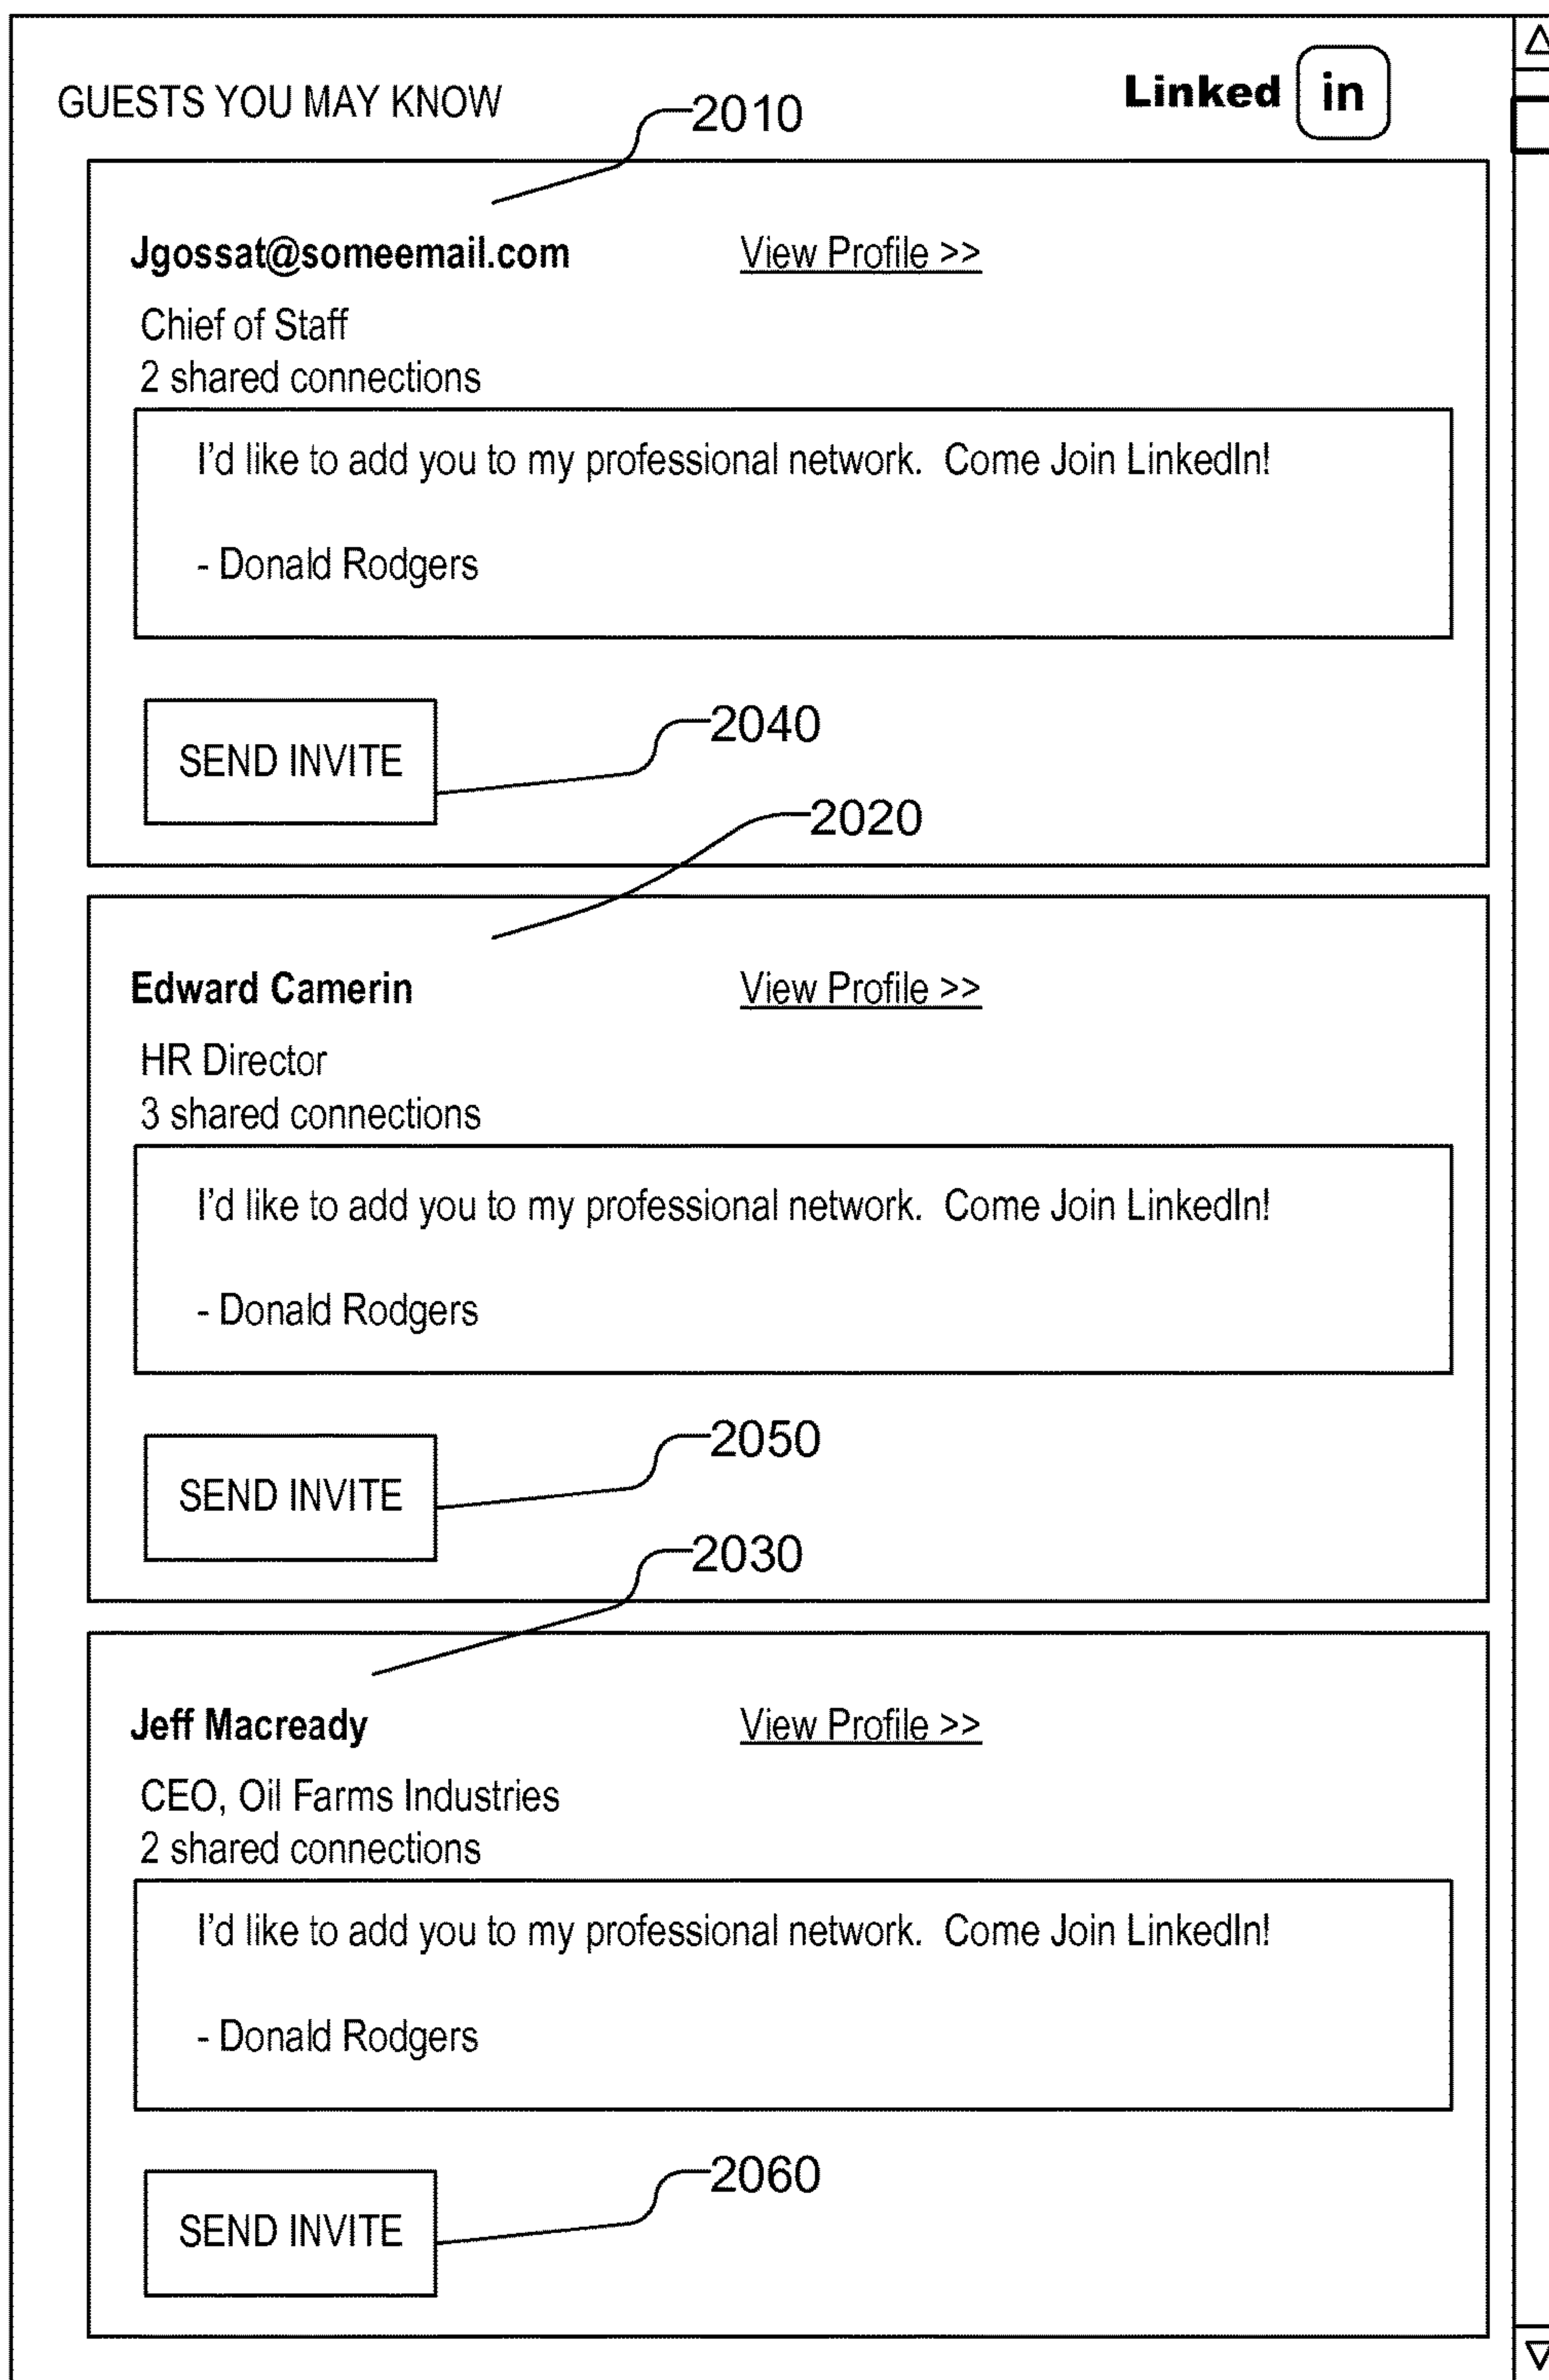 GUESTS YOU MAY KNOW
Linked in
2010
Jgossat@someemail.com View Profile >>
Chief of Staff
2 shared connections
I'd like to add you to my professional network. Come Join LinkedIn!
- Donald Rodgers
2040
SEND INVITE
2020
Edward Camerin View Profile >>
HR Director
3 shared connections
I'd like to add you to my professional network. Come Join LinkedIn!
- Donald Rodgers
2050
SEND INVITE
2030
Jeff Macready View Profile >>
CEO, Oil Farms Industries
2 shared connections
I'd like to add you to my professional network. Come Join LinkedIn!
- Donald Rodgers
2060
SEND INVITE